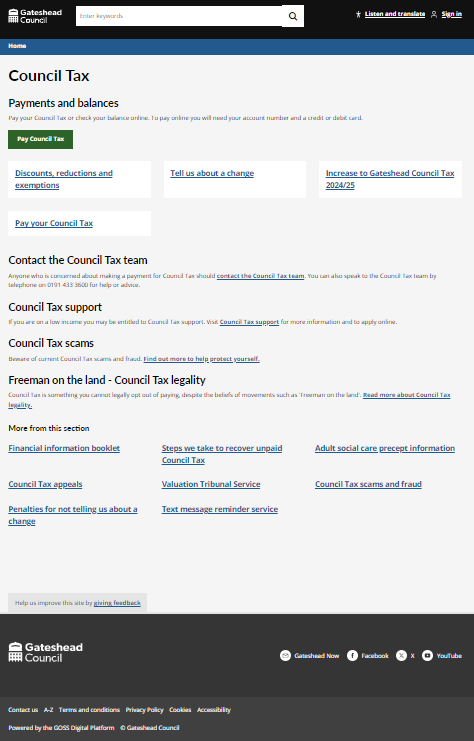 Gateshead
Council
Enter keywords
Listen and translate
Sign in
Home
Council Tax
Payments and balances
Pay your Council Tax or check your balance online. To pay online you will need your account number and a credit or debit card.
Pay Council Tax
Discounts, reductions and
exemptions
Tell us about a change
Increase to Gateshead Council Tax
2024/25
Pay your Council Tax
Contact the Council Tax team
Anyone who is concerned about making a payment for Council Tax should contact the Council Tax team. You can also speak to the Council Tax team by
telephone on 0191 433 3600 for help or advice.
Council Tax support
If you are on a low income you may be entitled to Council Tax support. Visit Council Tax support for more information and to apply online.
Council Tax scams
Beware of current Council Tax scams and fraud. Find out more to help protect yourself.
Freeman on the land - Council Tax legality
Council Tax is something you cannot legally opt out of paying, despite the beliefs of movements such as 'Freeman on the land'. Read more about Council Tax
legality.
More from this section
Financial information booklet
Steps we take to recover unpaid
Council Tax
Adult social care precept information
Council Tax appeals
Valuation Tribunal Service
Council Tax scams and fraud
Penalties for not telling us about a
change
Text message reminder service
Help us improve this site by giving feedback
Gateshead
Council
Gateshead Now
Facebook
X
YouTube
Contact us A-Z Terms and conditions Privacy Policy Cookies Accessibility
Powered by the GOSS Digital Platform © Gateshead Council